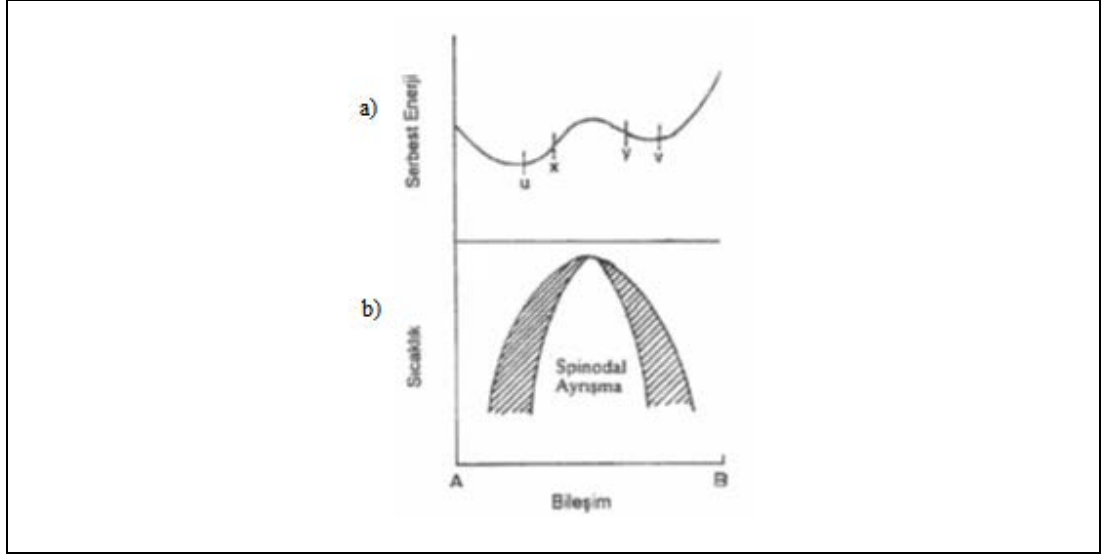 a)
Serbest Enerji
u
x
y
v
b)
Sıcaklık
Spinodal
Ayrışma
A
B
Bileşim